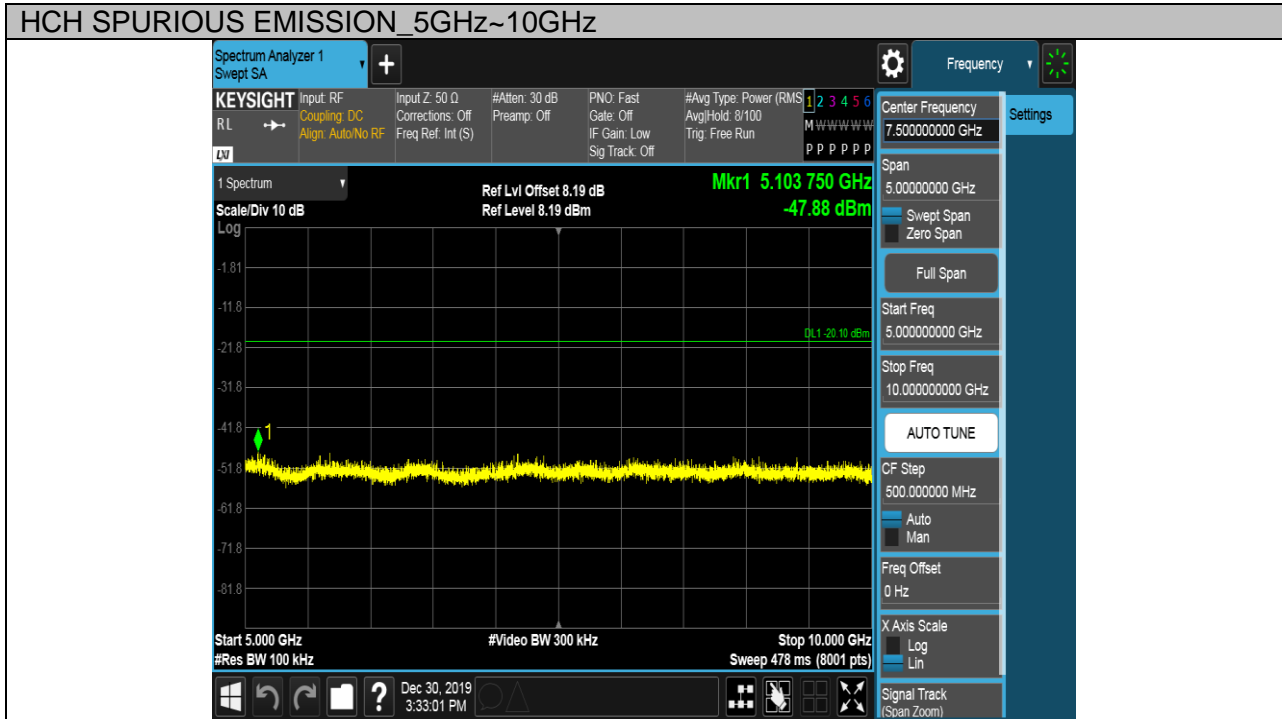 HCH SPURIOUS EMISSION_5GHz~10GHz
Spectrum Analyzer 1
Swept SA
+
Frequency
KEYSIGHT
RL
LXI
Input: RF
Coupling: DC
Align: Auto/No RF
Input Z: 50 Ω
Corrections: Off
Freq Ref: Int (S)
#Atten: 30 dB
Preamp: Off
PNO: Fast
Gate: Off
IF Gain: Low
Sig Track: Off
#Avg Type: Power (RMS
Avg|Hold: 8/100
Trig: Free Run
1 2 3 4 5 6
M W W W W W
P P P P P P
1 Spectrum
Scale/Div 10 dB
Log
Ref Lvl Offset 8.19 dB
Ref Level 8.19 dBm
Mkr1 5.103 750 GHz
-47.88 dBm
-1.81
-11.8
DL1 -20.10 dBm
-21.8
-31.8
-41.8
1
-51.8
-61.8
-71.8
-81.8
Start 5.000 GHz
#Res BW 100 kHz
#Video BW 300 kHz
Stop 10.000 GHz
Sweep 478 ms (8001 pts)
?
Dec 30, 2019
3:33:01 PM
Center Frequency
7.500000000 GHz
Settings
Span
5.00000000 GHz
Swept Span
Zero Span
Full Span
Start Freq
5.000000000 GHz
Stop Freq
10.000000000 GHz
AUTO TUNE
CF Step
500.000000 MHz
Auto
Man
Freq Offset
0 Hz
X Axis Scale
Log
Lin
Signal Track
(Span Zoom)